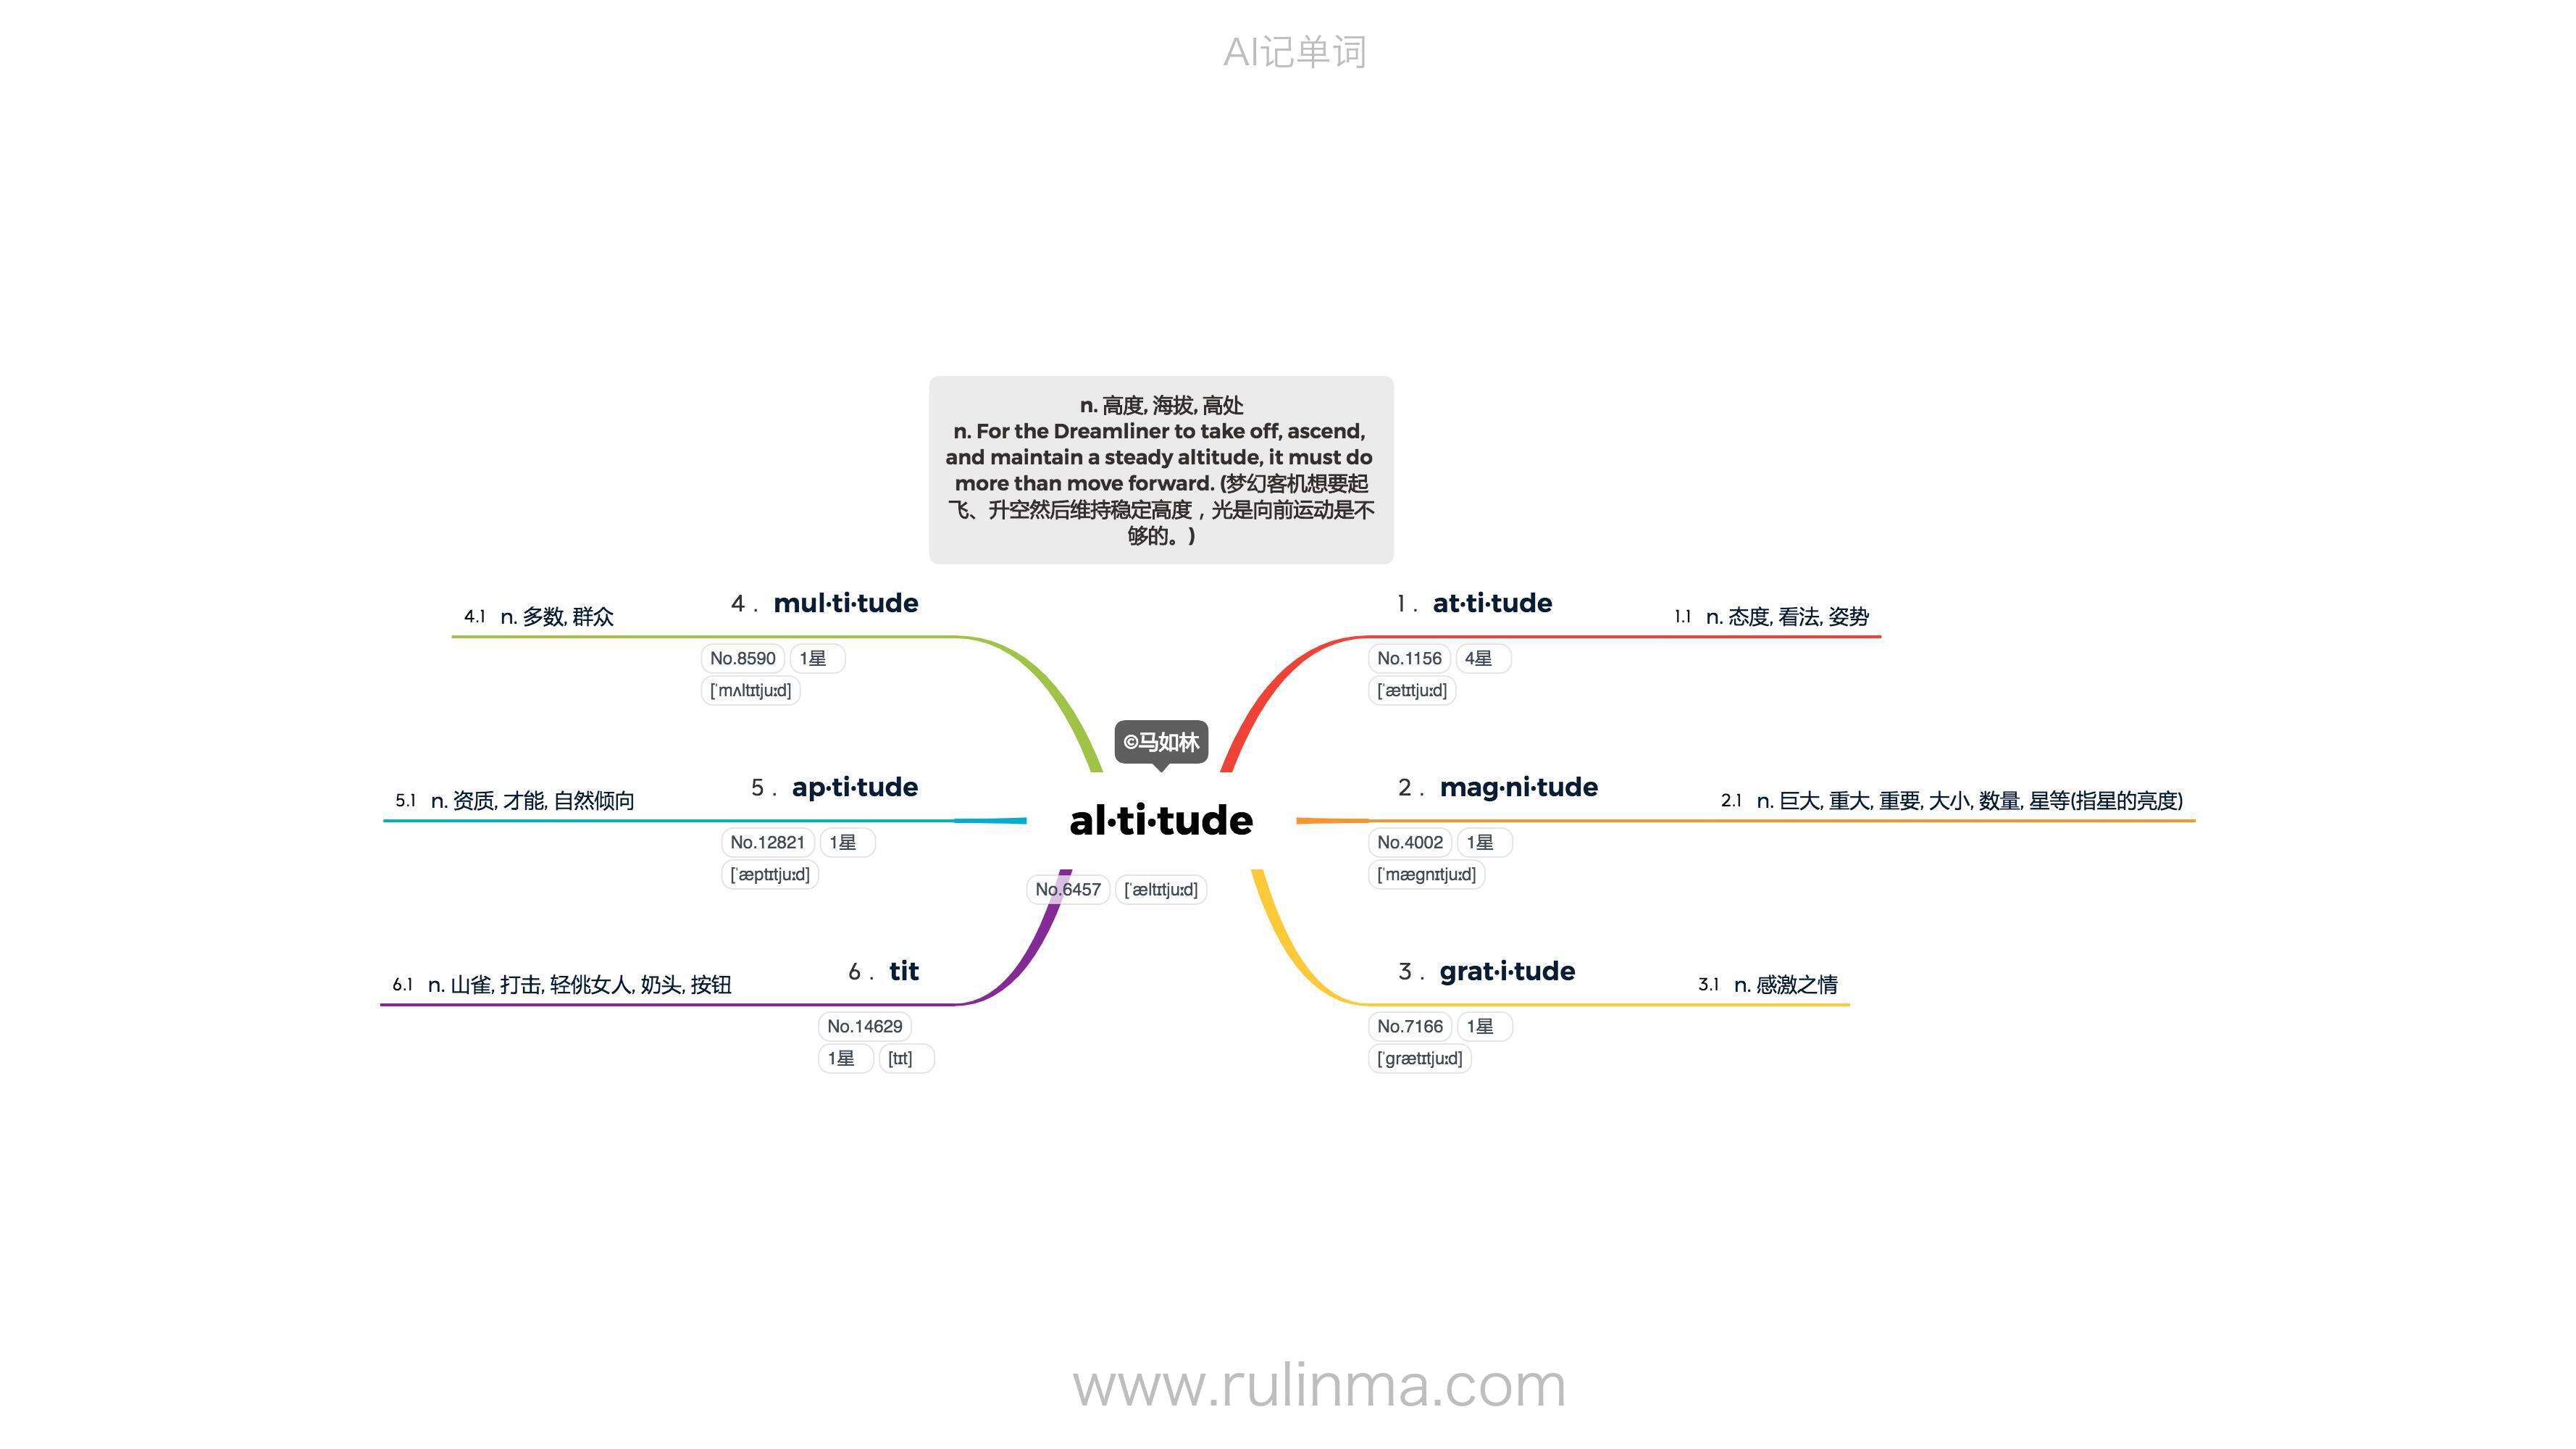 AI记单词
n. 高度, 海拔, 高处
n. For the Dreamliner to take off, ascend,
and maintain a steady altitude, it must do
more than move forward. (梦幻客机想要起
飞、升空然后维持稳定高度，光是向前运动是不
够的。)
©马如林
al·ti·tude
No.6457 [ˈæltɪtjuːd]
1. at·ti·tude
No.1156 4星
[ˈætɪtjuːd]
1.1 n. 态度, 看法, 姿势
2. mag·ni·tude
No.4002 1星
[ˈmægnɪtjuːd]
2.1 n. 巨大, 重大, 重要, 大小, 数量, 星等(指星的亮度)
3. grat·i·tude
No.7166 1星
[ˈgrætɪtjuːd]
3.1 n. 感激之情
4. mul·ti·tude
No.8590 1星
[ˈmʌltɪtjuːd]
4.1 n. 多数, 群众
5. ap·ti·tude
No.12821 1星
[ˈæptɪtjuːd]
5.1 n. 资质, 才能, 自然倾向
6. tit
No.14629
1星 [tɪt]
6.1 n. 山雀, 打击, 轻佻女人, 奶头, 按钮
www.rulinma.com